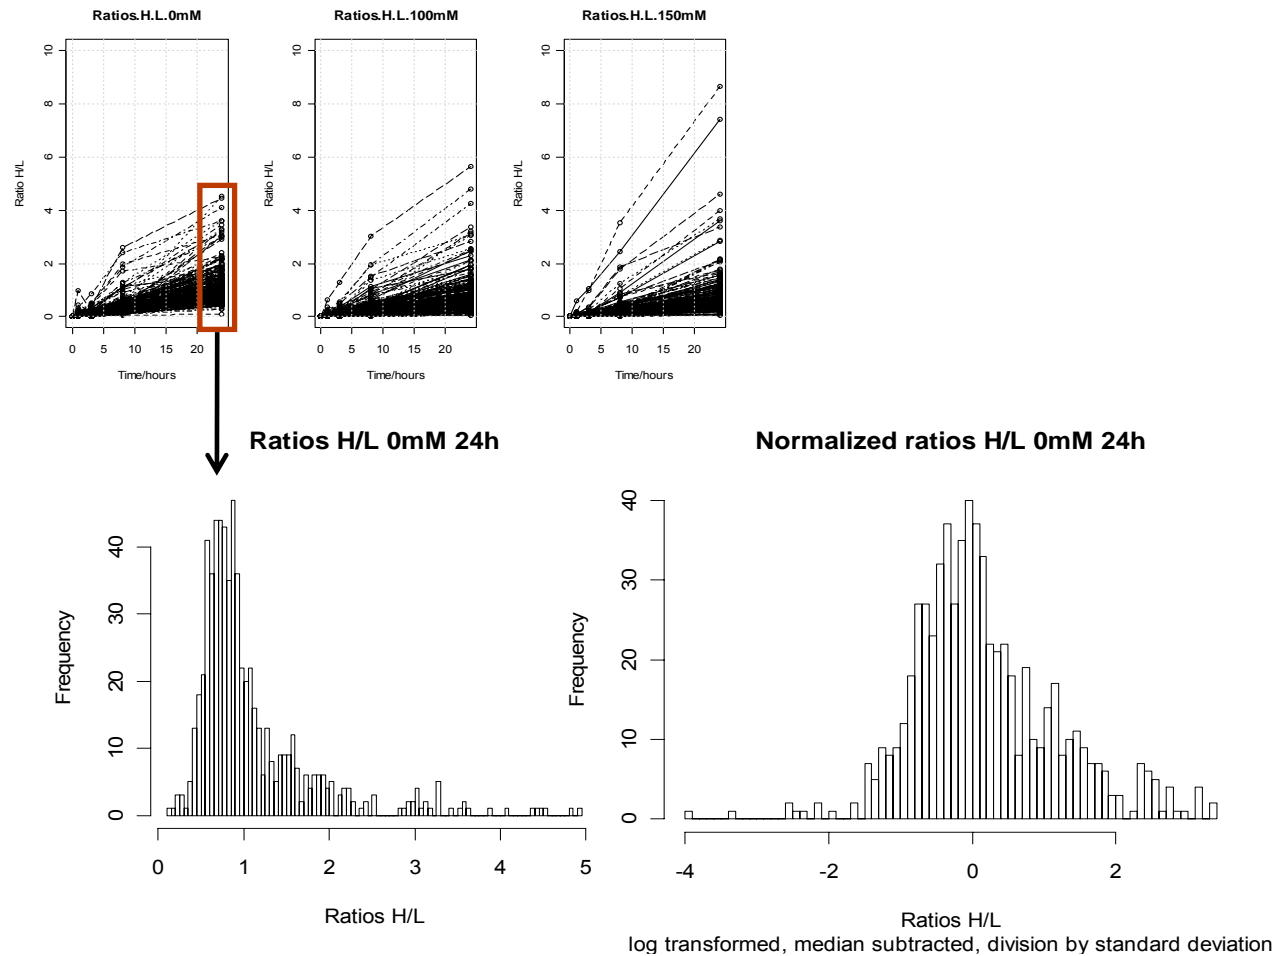 Ratios.H.L.0mM Ratios.H.L.100mM Ratios.H.L.150mM
10 10 10
8 8 8
6 6 6
4 4 4
2 2 2
0 0 0
Ratio H/L Ratio H/L Ratio H/L
0 5 10 15 20 0 5 10 15 20 0 5 10 15 20
Time/hours Time/hours Time/hours
Ratios H/L 0mM 24h
40
30
20
10
0
Frequency
0 1 2 3 4 5
Ratios H/L
Normalized ratios H/L 0mM 24h
40
30
20
10
0
Frequency
-4 -2 0 2
Ratios H/L
log transformed, median subtracted, division by standard deviation